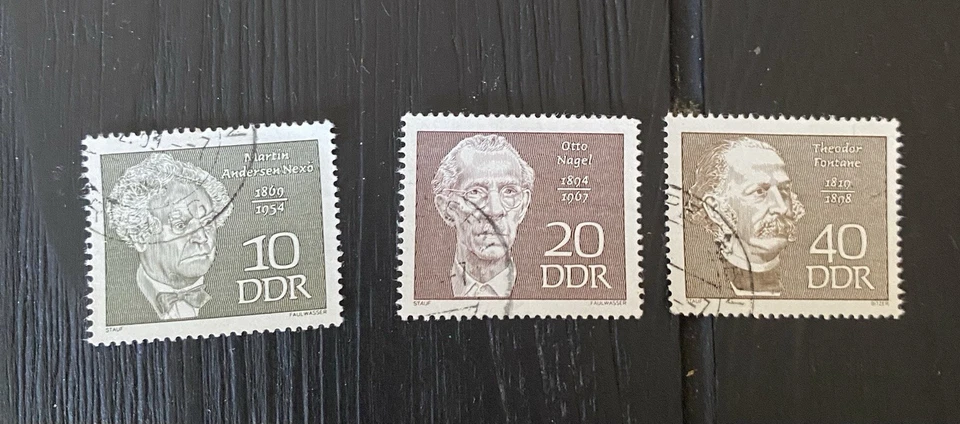 Martin
Andersen Nexö
1869
1954
10
DDR
STAUF
FAULWASSER
Otto
Nagel
1894
1967
20
DDR
STAUF
FAULWASSER
Theodor
Fontane
1819
1898
40
DDR
BITZER